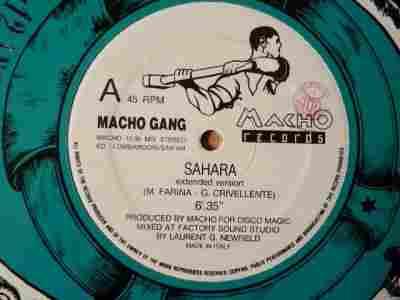 A 45 RPM
MACHO GANG
MACHO
records
SAHARA
extended version
(M. FARINA - G. CRIVELLENTE)
6'35"
PRODUCED BY MACHO FOR DISCO MAGIC
MIXED AT FACTORY SOUND STUDIO
BY LAURENT G. NEWFIELD
MADE IN ITALY